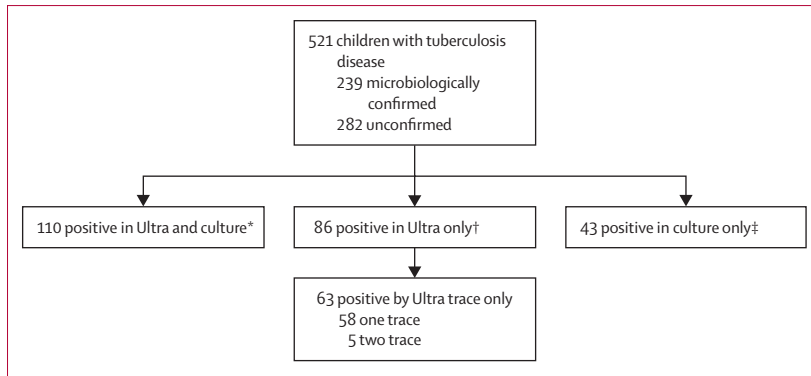 521 children with tuberculosis
disease
239 microbiologically
confirmed
282 unconfirmed
110 positive in Ultra and culture*
86 positive in Ultra only†
43 positive in culture only‡
63 positive by Ultra trace only
58 one trace
5 two trace